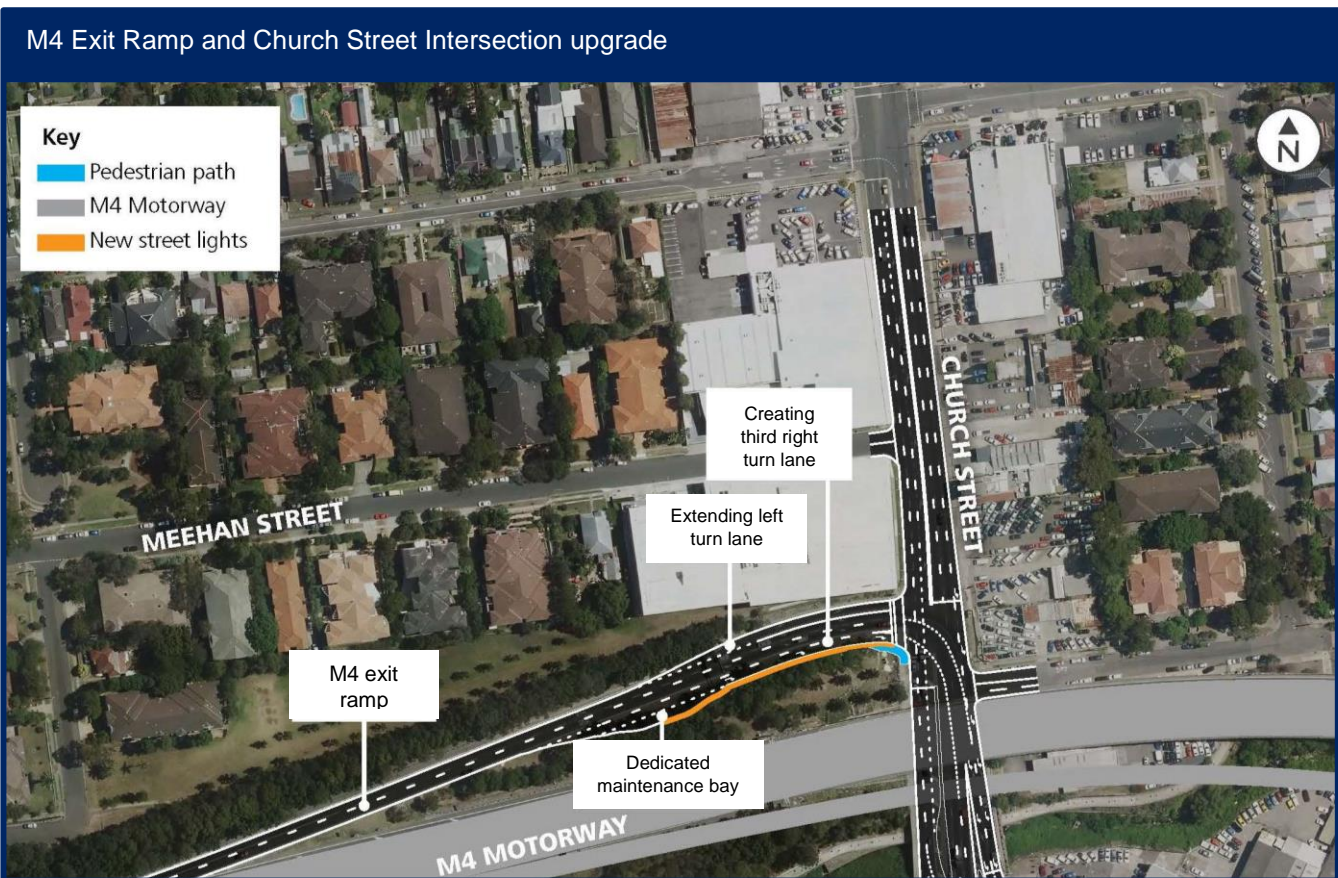 M4 Exit Ramp and Church Street Intersection upgrade
Key
Pedestrian path
M4 Motorway
New street lights
N
CHURCH STREET
Creating
third right
turn lane
Extending left
turn lane
MEEHAN STREET
M4 exit
ramp
Dedicated
maintenance bay
M4 MOTORWAY